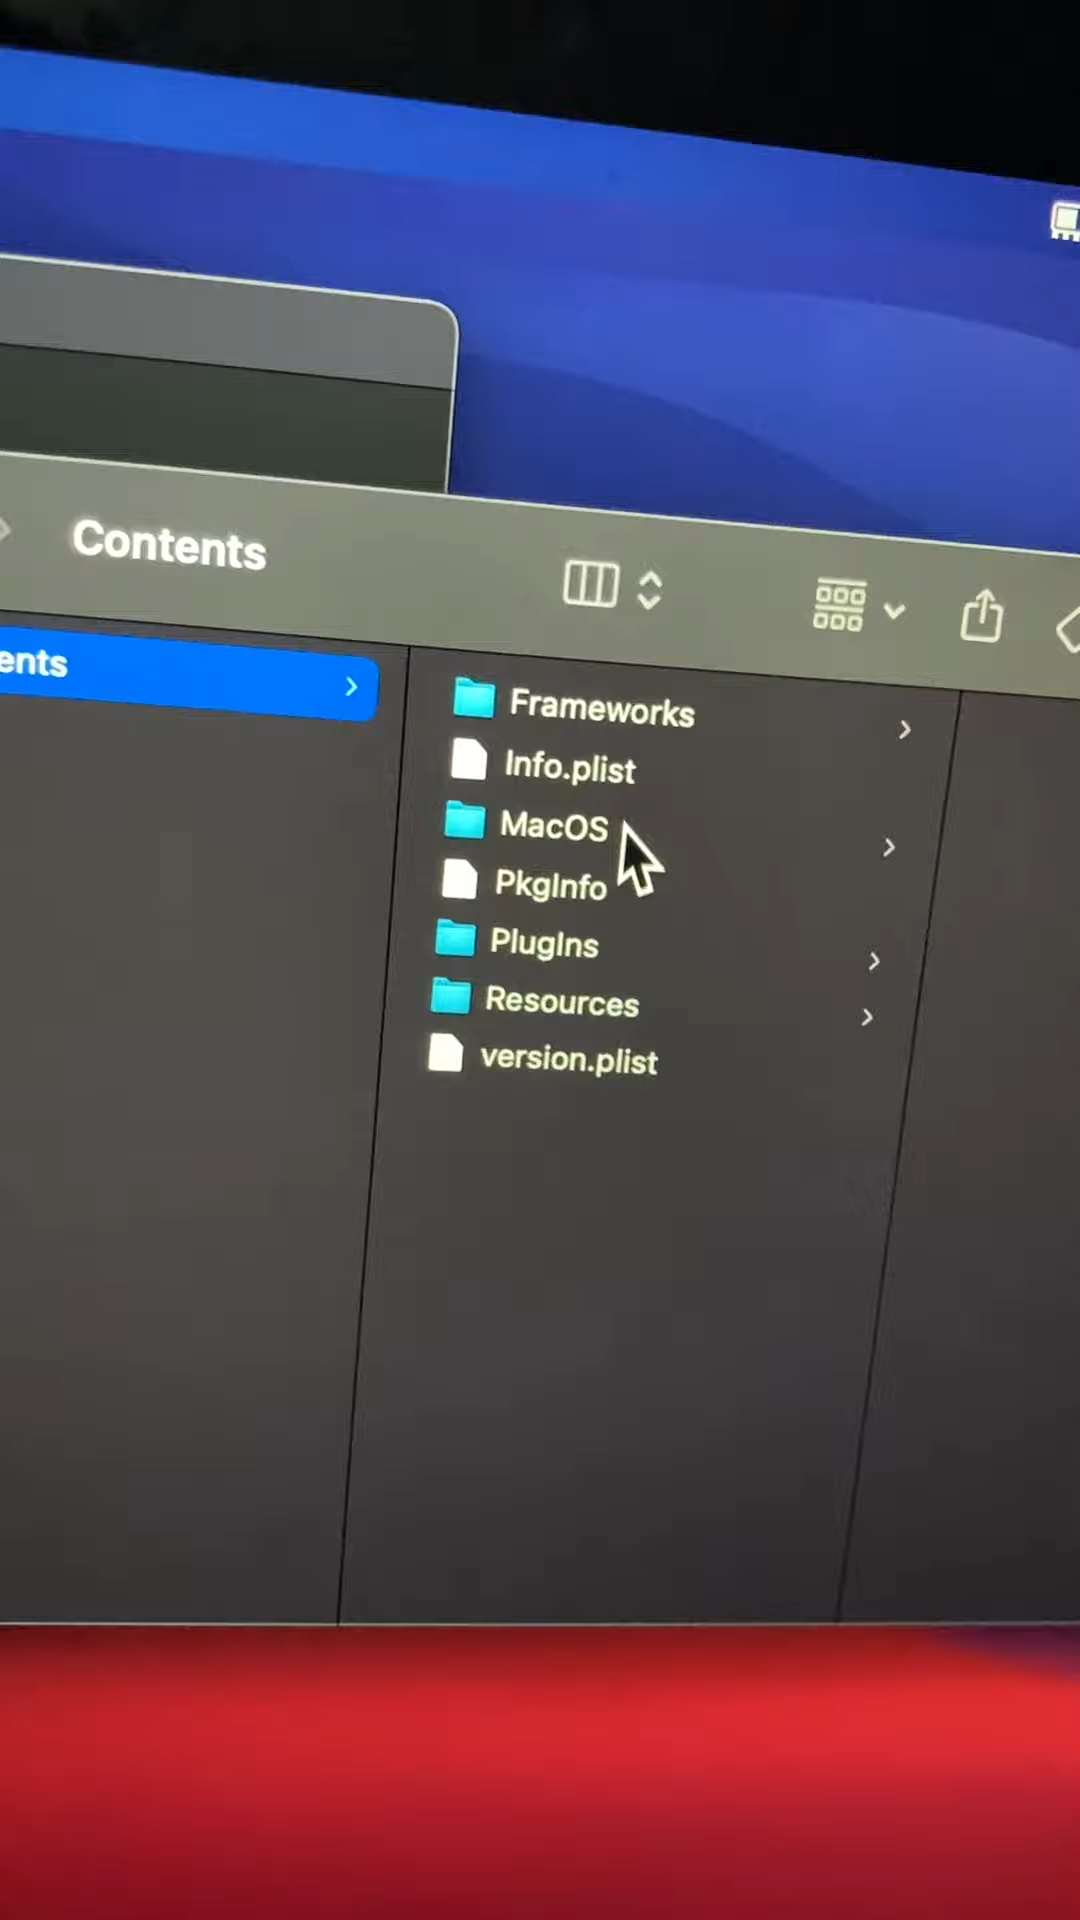 Contents
ents
Frameworks
Info.plist
MacOS
PkgInfo
PlugIns
Resources
version.plist